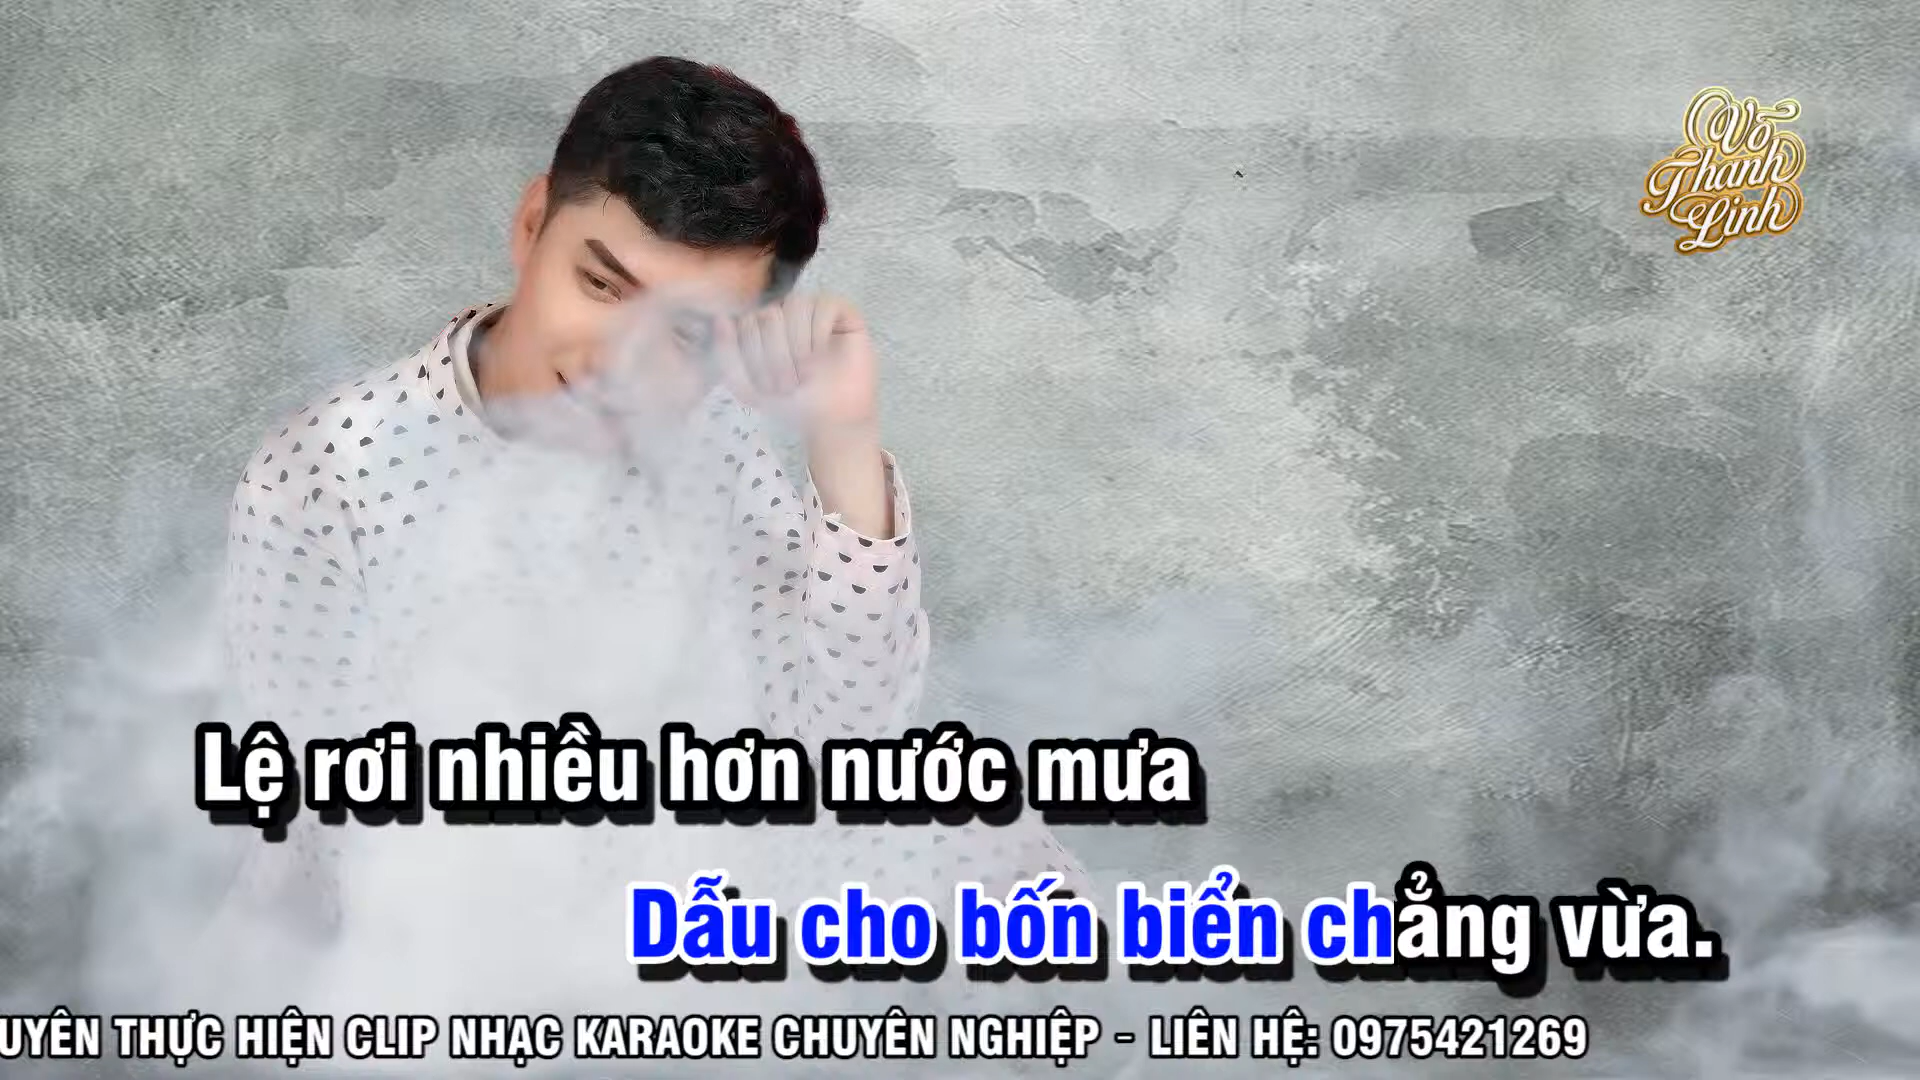 Võ
Thanh
Linh
Lệ rơi nhiều hơn nước mưa
Dẫu cho bốn biển chẳng vừa.
UYÊN THỰC HIỆN CLIP NHẠC KARAOKE CHUYÊN NGHIỆP - LIÊN HỆ: 0975421269